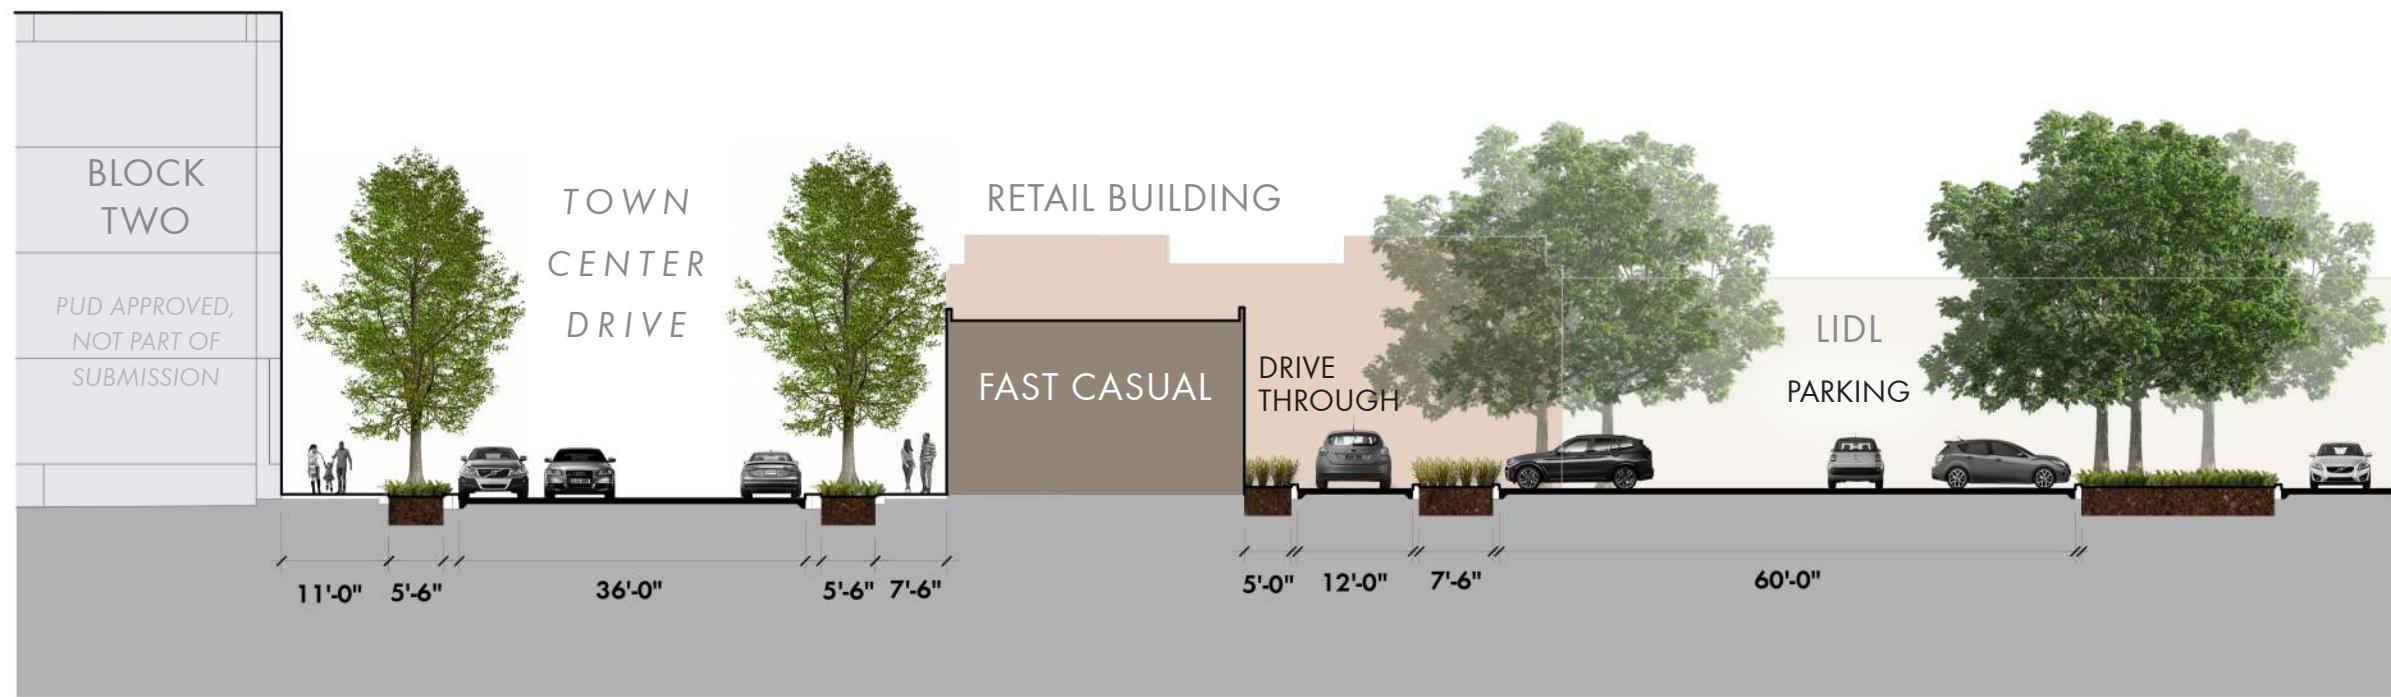 BLOCK
TWO
PUD APPROVED,
NOT PART OF
SUBMISSION
TOWN
CENTER
DRIVE
RETAIL BUILDING
FAST CASUAL
DRIVE
THROUGH
LIDL
PARKING
11'-0" 5'-6" 36'-0" 5'-6" 7'-6" 5'-0" 12'-0" 7'-6" 60'-0"